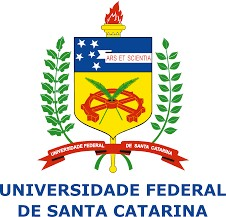 ARS ET SCIENTIA
UNIVERSIDADE FEDERAL DE SANTA CATARINA
UNIVERSIDADE FEDERAL
DE SANTA CATARINA